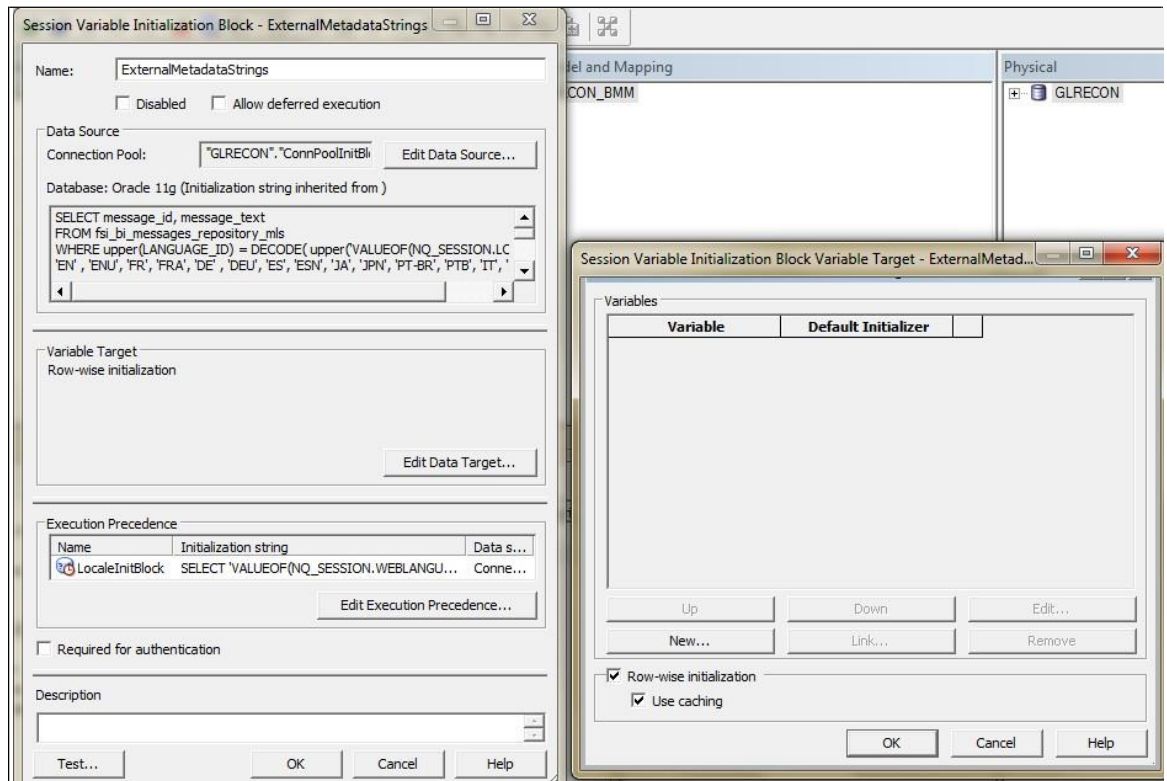 Session Variable Initialization Block - ExternalMetadataStrings
Name: ExternalMetadataStrings
Disabled Allow deferred execution
Data Source
Connection Pool: "GLRECON"."ConnPoolInitBl Edit Data Source...
Database: Oracle 11g (Initialization string inherited from )
SELECT message_id, message_text
FROM fsi_bi_messages_repository_mls
WHERE upper(LANGUAGE_ID) = DECODE( upper('VALUEOF(NQ_SESSION.LC
'EN' , 'ENU', 'FR', 'FRA', 'DE' , 'DEU', 'ES', 'ESN', 'JA', 'JPN', 'PT-BR', 'PTB', 'IT', '
Variable Target
Row-wise initialization
Edit Data Target...
Execution Precedence
Name Initialization string Data s...
LocaleInitBlock SELECT 'VALUEOF(NQ_SESSION.WEBLANGU... Conne...
Edit Execution Precedence...
Required for authentication
Description
Test... OK Cancel Help
del and Mapping
CON_BMM
Physical
GLRECON
Session Variable Initialization Block Variable Target - ExternalMetad...
Variables
Variable Default Initializer
Up Down Edit...
New... Link... Remove
Row-wise initialization
Use caching
OK Cancel Help